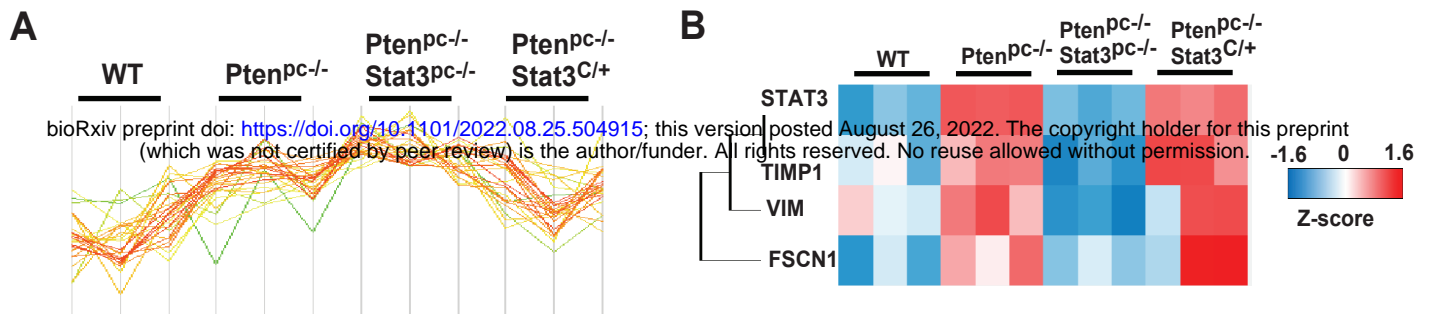 A
WT
Ptenpc-/-
Ptenpc-/-
Stat3pc-/-
Ptenpc-/-
Stat3C/+
B
WT
Ptenpc-/-
Ptenpc-/-
Stat3pc-/-
Ptenpc-/-
Stat3C/+
STAT3
bioRxiv preprint doi: https://doi.org/10.1101/2022.08.25.504915; this version posted August 26, 2022. The copyright holder for this preprint
(which was not certified by peer review) is the author/funder. All rights reserved. No reuse allowed without permission.
TIMP1
VIM
FSCN1
-1.6 0 1.6
Z-score